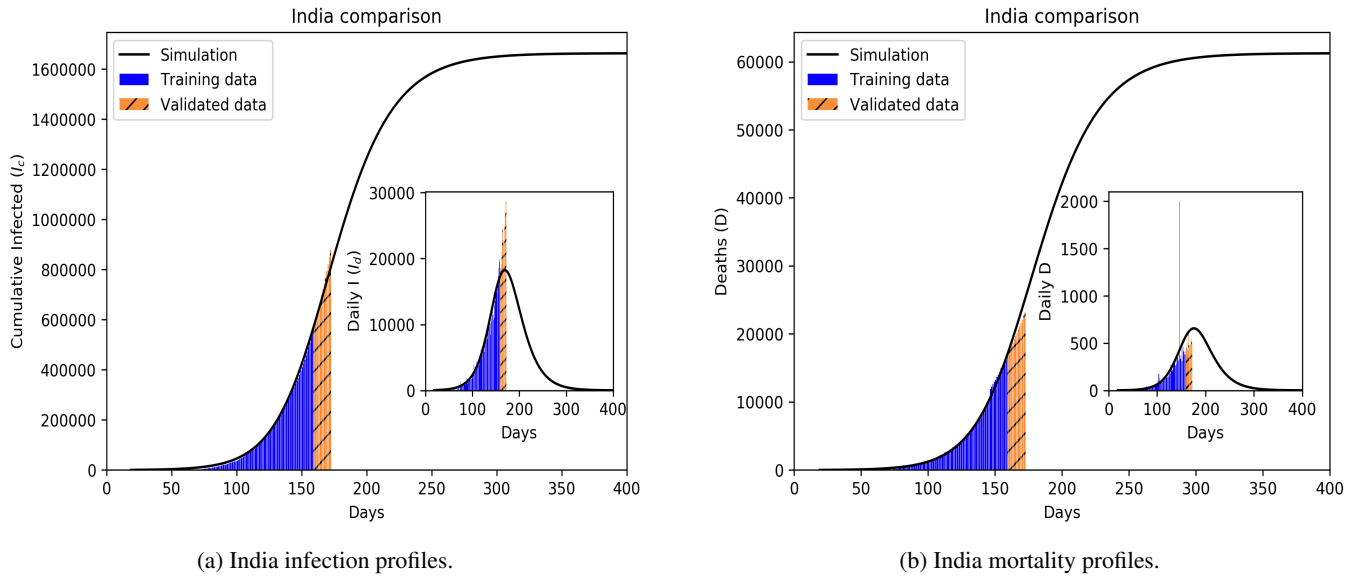 India comparison
Simulation
Training data
Validated data
Cumulative Infected (I_c)
1600000
1400000
1200000
1000000
800000
600000
400000
200000
0
0 50 100 150 200 250 300 350 400
Days
Daily I (I_d)
30000
20000
10000
0
0 100 200 300 400
Days
(a) India infection profiles.
India comparison
Simulation
Training data
Validated data
Deaths (D)
60000
50000
40000
30000
20000
10000
0
0 50 100 150 200 250 300 350 400
Days
Daily D
2000
1500
1000
500
0
0 100 200 300 400
Days
(b) India mortality profiles.